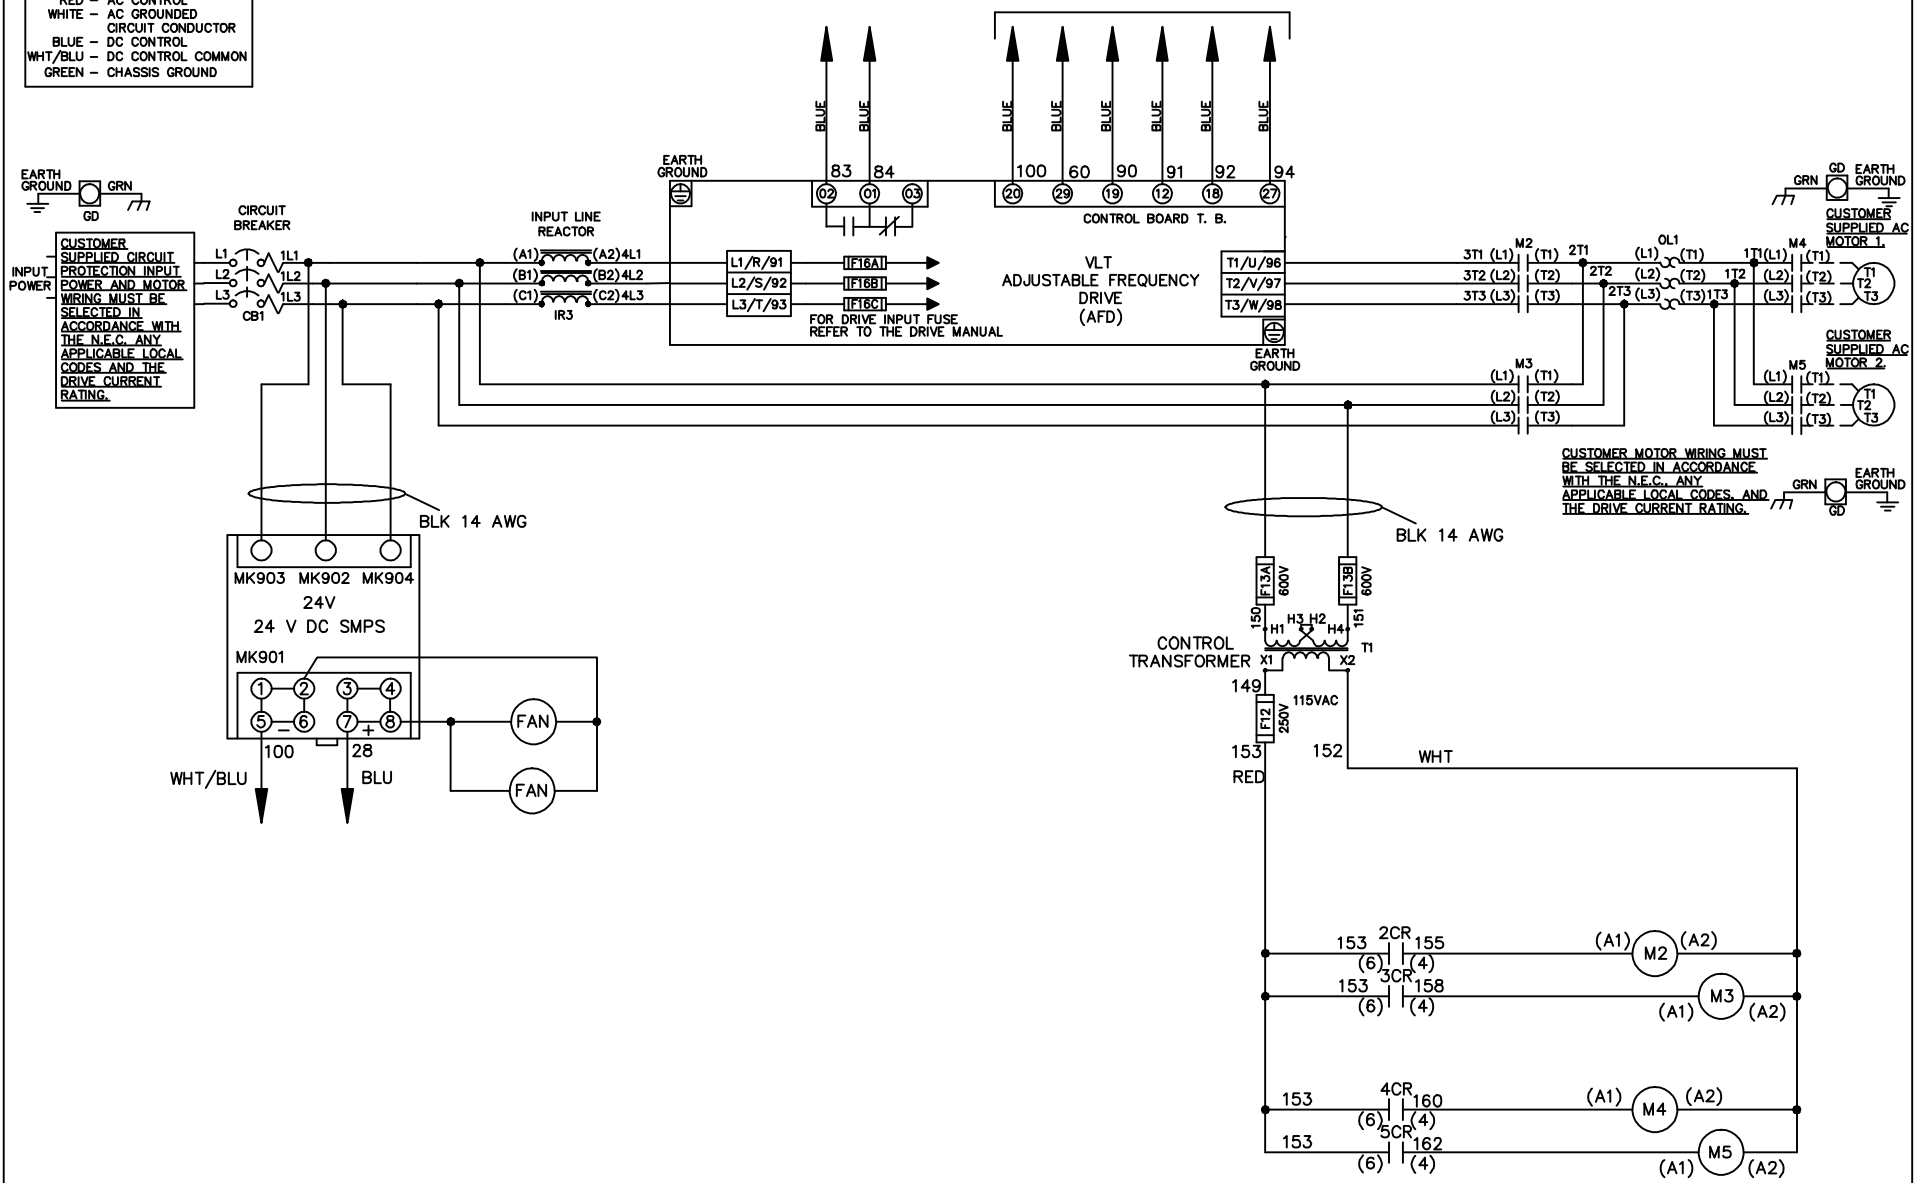 RED – AC CONTROL
WHITE – AC GROUNDED
CIRCUIT CONDUCTOR
BLUE – DC CONTROL
WHT/BLU – DC CONTROL COMMON
GREEN – CHASSIS GROUND
BLUE
BLUE
BLUE
BLUE
BLUE
BLUE
BLUE
BLUE
EARTH
GROUND
GRN
GD
EARTH
GROUND
83
84
02
01
03
100
60
90
91
92
94
20
29
19
12
18
27
CONTROL BOARD T. B.
GRN
GD
EARTH
GROUND
INPUT
POWER
CUSTOMER
SUPPLIED CIRCUIT
PROTECTION INPUT
POWER AND MOTOR
WIRING MUST BE
SELECTED IN
ACCORDANCE WITH
THE N.E.C. ANY
APPLICABLE LOCAL
CODES AND THE
DRIVE CURRENT
RATING.
CIRCUIT
BREAKER
L1
1L1
L2
1L2
L3
1L3
CB1
INPUT LINE
REACTOR
(A1)
(A2)
4L1
(B1)
(B2)
4L2
(C1)
(C2)
4L3
IR3
L1/R/91
L2/S/92
L3/T/93
F16A
F16B
F16C
FOR DRIVE INPUT FUSE
REFER TO THE DRIVE MANUAL
VLT
ADJUSTABLE FREQUENCY
DRIVE
(AFD)
T1/U/96
T2/V/97
T3/W/98
EARTH
GROUND
M2
3T1 (L1) (T1)
3T2 (L2) (T2)
3T3 (L3) (T3)
2T1
2T2
2T3
OL1
(L1) (T1)
(L2) (T2)
(L3) (T3)
1T1
1T2
1T3
M4
(L1) (T1)
(L2) (T2)
(L3) (T3)
CUSTOMER
SUPPLIED AC
MOTOR 1.
T1
T2
T3
M3
(L1) (T1)
(L2) (T2)
(L3) (T3)
M5
(L1) (T1)
(L2) (T2)
(L3) (T3)
CUSTOMER
SUPPLIED AC
MOTOR 2.
T1
T2
T3
CUSTOMER MOTOR WIRING MUST
BE SELECTED IN ACCORDANCE
WITH THE N.E.C., ANY
APPLICABLE LOCAL CODES, AND
THE DRIVE CURRENT RATING.
GRN
GD
EARTH
GROUND
BLK 14 AWG
MK903 MK902 MK904
24V
24 V DC SMPS
MK901
1
2
3
4
5
–
6
7
+
8
100
28
WHT/BLU
BLU
FAN
FAN
BLK 14 AWG
F13A
600V
F13B
600V
150
151
H1
H3
H2
H4
T1
CONTROL
TRANSFORMER
X1
X2
149
115VAC
F12
250V
153
RED
152
WHT
2CR
153
155
(6)
(4)
(A1)
M2
(A2)
3CR
153
158
(6)
(4)
(A1)
M3
(A2)
4CR
153
160
(6)
(4)
(A1)
M4
(A2)
5CR
153
162
(6)
(4)
(A1)
M5
(A2)